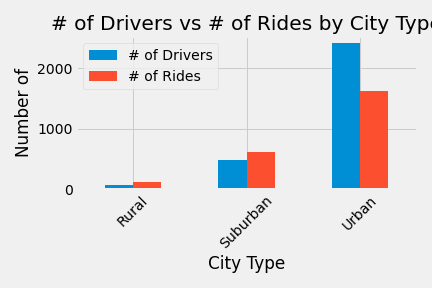 # of Drivers vs # of Rides by City Type
# of Drivers
# of Rides
Number of
2000
1000
0
Rural
Suburban
Urban
City Type